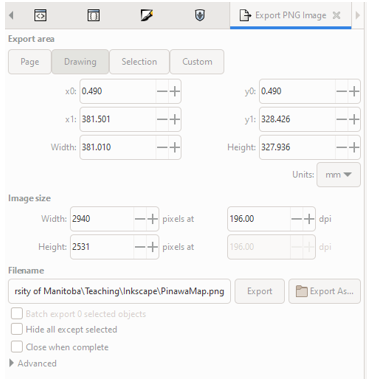 Export PNG Image
Export area
Page Drawing Selection Custom
x0: 0.490 y0: 0.490
x1: 381.501 y1: 328.426
Width: 381.010 Height: 327.936
Units: mm
Image size
Width: 2940 pixels at 196.00 dpi
Height: 2531 pixels at 196.00 dpi
Filename
rsity of Manitoba\Teaching\Inkscape\PinawaMap.png Export Export As...
Batch export 0 selected objects
Hide all except selected
Close when complete
Advanced